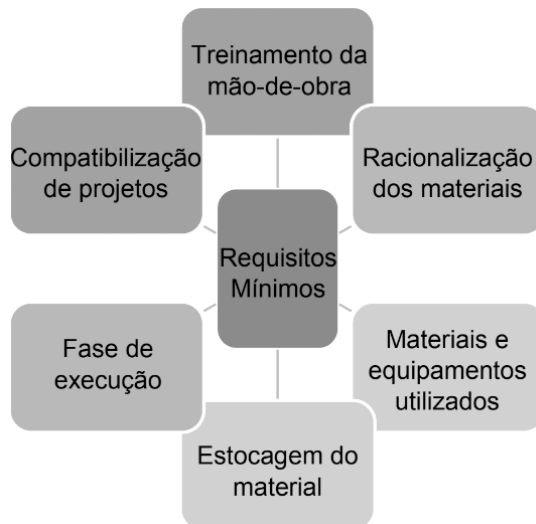 Treinamento da
mão-de-obra
Compatibilização
de projetos
Racionalização
dos materiais
Requisitos
Mínimos
Fase de
execução
Materiais e
equipamentos
utilizados
Estocagem do
material